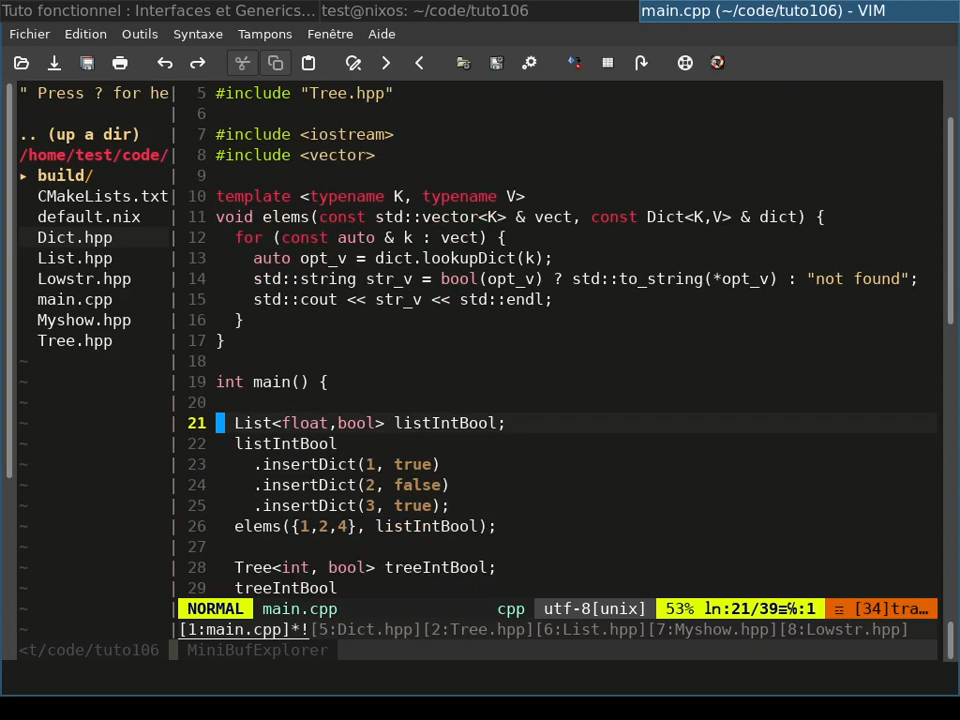 Tuto fonctionnel : Interfaces et Generics... test@nixos: ~/code/tuto106 main.cpp (~/code/tuto106) - VIM
Fichier Edition Outils Syntaxe Tampons Fenêtre Aide
" Press ? for he
.. (up a dir)
/home/test/code/
▸ build/
CMakeLists.txt
default.nix
Dict.hpp
List.hpp
Lowstr.hpp
main.cpp
Myshow.hpp
Tree.hpp
5 #include "Tree.hpp"
6
7 #include <iostream>
8 #include <vector>
9
10 template <typename K, typename V>
11 void elems(const std::vector<K> & vect, const Dict<K,V> & dict) {
12 for (const auto & k : vect) {
13 auto opt_v = dict.lookupDict(k);
14 std::string str_v = bool(opt_v) ? std::to_string(*opt_v) : "not found";
15 std::cout << str_v << std::endl;
16 }
17 }
18
19 int main() {
20
21 List<float,bool> listIntBool;
22 listIntBool
23 .insertDict(1, true)
24 .insertDict(2, false)
25 .insertDict(3, true);
26 elems({1,2,4}, listIntBool);
27
28 Tree<int, bool> treeIntBool;
29 treeIntBool
NORMAL main.cpp cpp utf-8[unix] 53% ln:21/39≡℅:1 ☲ [34]tra…
[1:main.cpp]*![5:Dict.hpp][2:Tree.hpp][6:List.hpp][7:Myshow.hpp][8:Lowstr.hpp]
<t/code/tuto106 MiniBufExplorer